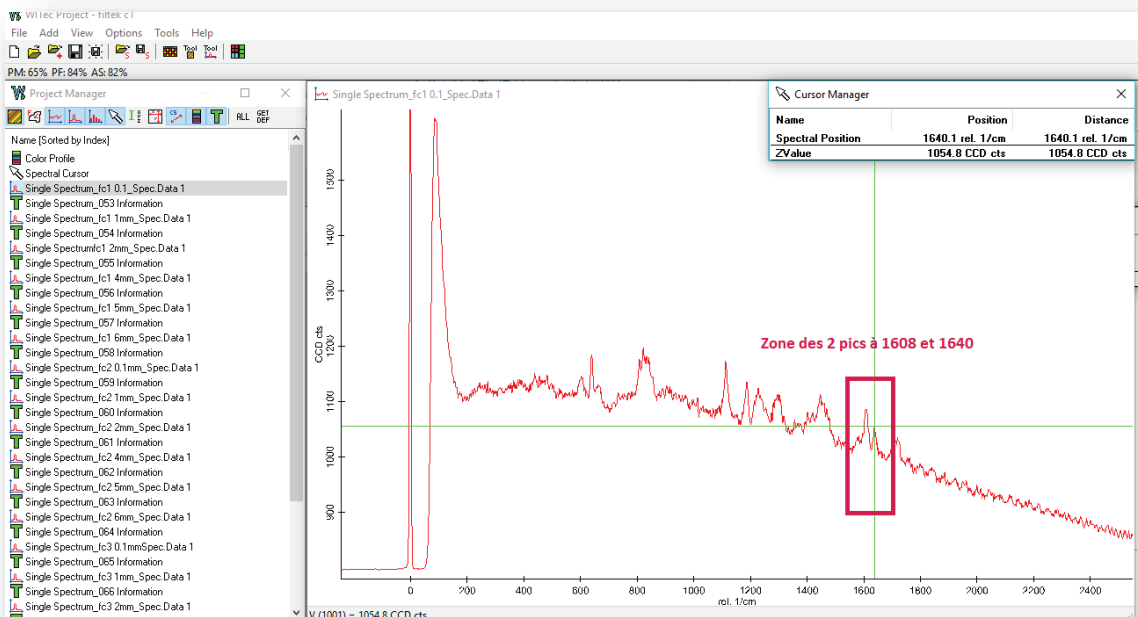 WITec Project - filtek c1
File Add View Options Tools Help
Tool Tool
PM: 65% PF: 84% AS: 82%
Project Manager
ALL GET DEF
Name [Sorted by Index]
Color Profile
Spectral Cursor
Single Spectrum_fc1 0.1_Spec.Data 1
Single Spectrum_053 Information
Single Spectrum_fc1 1mm_Spec.Data 1
Single Spectrum_054 Information
Single Spectrumfc1 2mm_Spec.Data 1
Single Spectrum_055 Information
Single Spectrum_fc1 4mm_Spec.Data 1
Single Spectrum_056 Information
Single Spectrum_fc1 5mm_Spec.Data 1
Single Spectrum_057 Information
Single Spectrum_fc1 6mm_Spec.Data 1
Single Spectrum_058 Information
Single Spectrum_fc2 0.1mm_Spec.Data 1
Single Spectrum_059 Information
Single Spectrum_fc2 1mm_Spec.Data 1
Single Spectrum_060 Information
Single Spectrum_fc2 2mm_Spec.Data 1
Single Spectrum_061 Information
Single Spectrum_fc2 4mm_Spec.Data 1
Single Spectrum_062 Information
Single Spectrum_fc2 5mm_Spec.Data 1
Single Spectrum_063 Information
Single Spectrum_fc2 6mm_Spec.Data 1
Single Spectrum_064 Information
Single Spectrum_fc3 0.1mmSpec.Data 1
Single Spectrum_065 Information
Single Spectrum_fc3 1mm_Spec.Data 1
Single Spectrum_066 Information
Single Spectrum_fc3 2mm_Spec.Data 1
Single Spectrum_fc1 0.1_Spec.Data 1
Cursor Manager
Name Position Distance
Spectral Position 1640.1 rel. 1/cm 1640.1 rel. 1/cm
ZValue 1054.8 CCD cts 1054.8 CCD cts
Zone des 2 pics à 1608 et 1640
CCD cts
1500
1400
1300
1200
1100
1000
900
0 200 400 600 800 1000 1200 1400 1600 1800 2000 2200 2400
rel. 1/cm
V (1001) = 1054.8 CCD cts